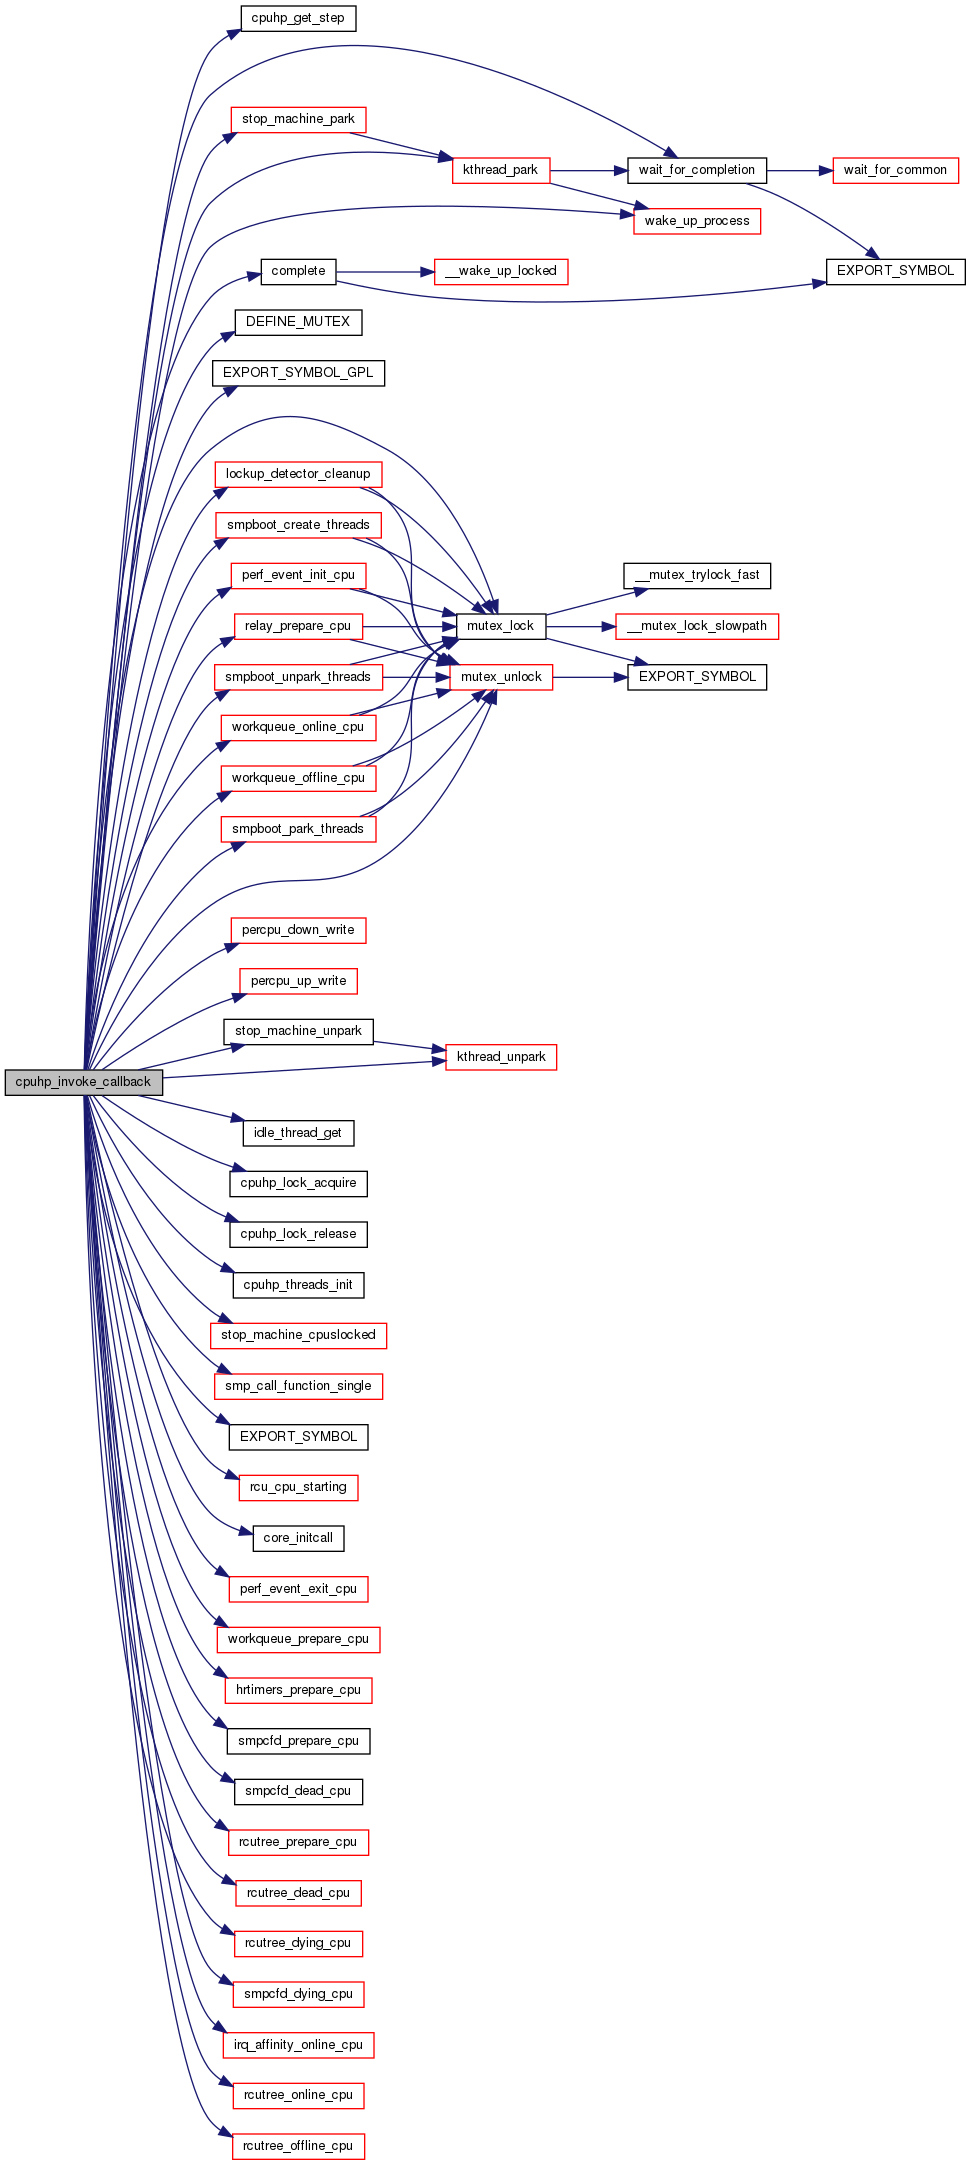 cpuhp_get_step
stop_machine_park
kthread_park
wait_for_completion
wait_for_common
wake_up_process
complete
__wake_up_locked
EXPORT_SYMBOL
DEFINE_MUTEX
EXPORT_SYMBOL_GPL
lockup_detector_cleanup
smpboot_create_threads
perf_event_init_cpu
__mutex_trylock_fast
relay_prepare_cpu
mutex_lock
__mutex_lock_slowpath
smpboot_unpark_threads
mutex_unlock
EXPORT_SYMBOL
workqueue_online_cpu
workqueue_offline_cpu
smpboot_park_threads
percpu_down_write
percpu_up_write
stop_machine_unpark
kthread_unpark
cpuhp_invoke_callback
idle_thread_get
cpuhp_lock_acquire
cpuhp_lock_release
cpuhp_threads_init
stop_machine_cpuslocked
smp_call_function_single
EXPORT_SYMBOL
rcu_cpu_starting
core_initcall
perf_event_exit_cpu
workqueue_prepare_cpu
hrtimers_prepare_cpu
smpcfd_prepare_cpu
smpcfd_dead_cpu
rcutree_prepare_cpu
rcutree_dead_cpu
rcutree_dying_cpu
smpcfd_dying_cpu
irq_affinity_online_cpu
rcutree_online_cpu
rcutree_offline_cpu